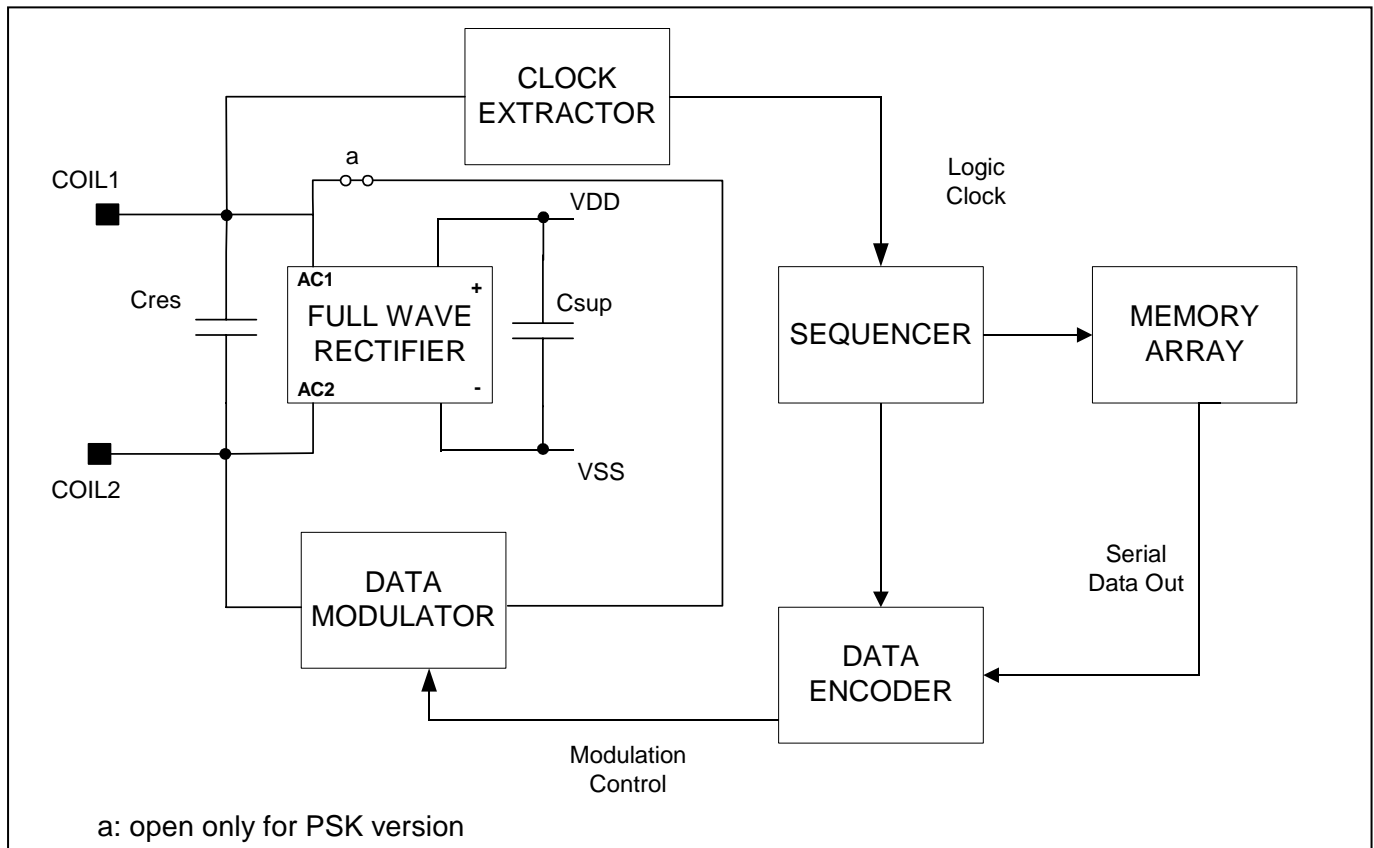 CLOCK
EXTRACTOR
a
COIL1
Logic
Clock
VDD
AC1
+
Cres
FULL WAVE
RECTIFIER
Csup
SEQUENCER
MEMORY
ARRAY
AC2
-
VSS
COIL2
DATA
MODULATOR
Serial
Data Out
DATA
ENCODER
Modulation
Control
a: open only for PSK version